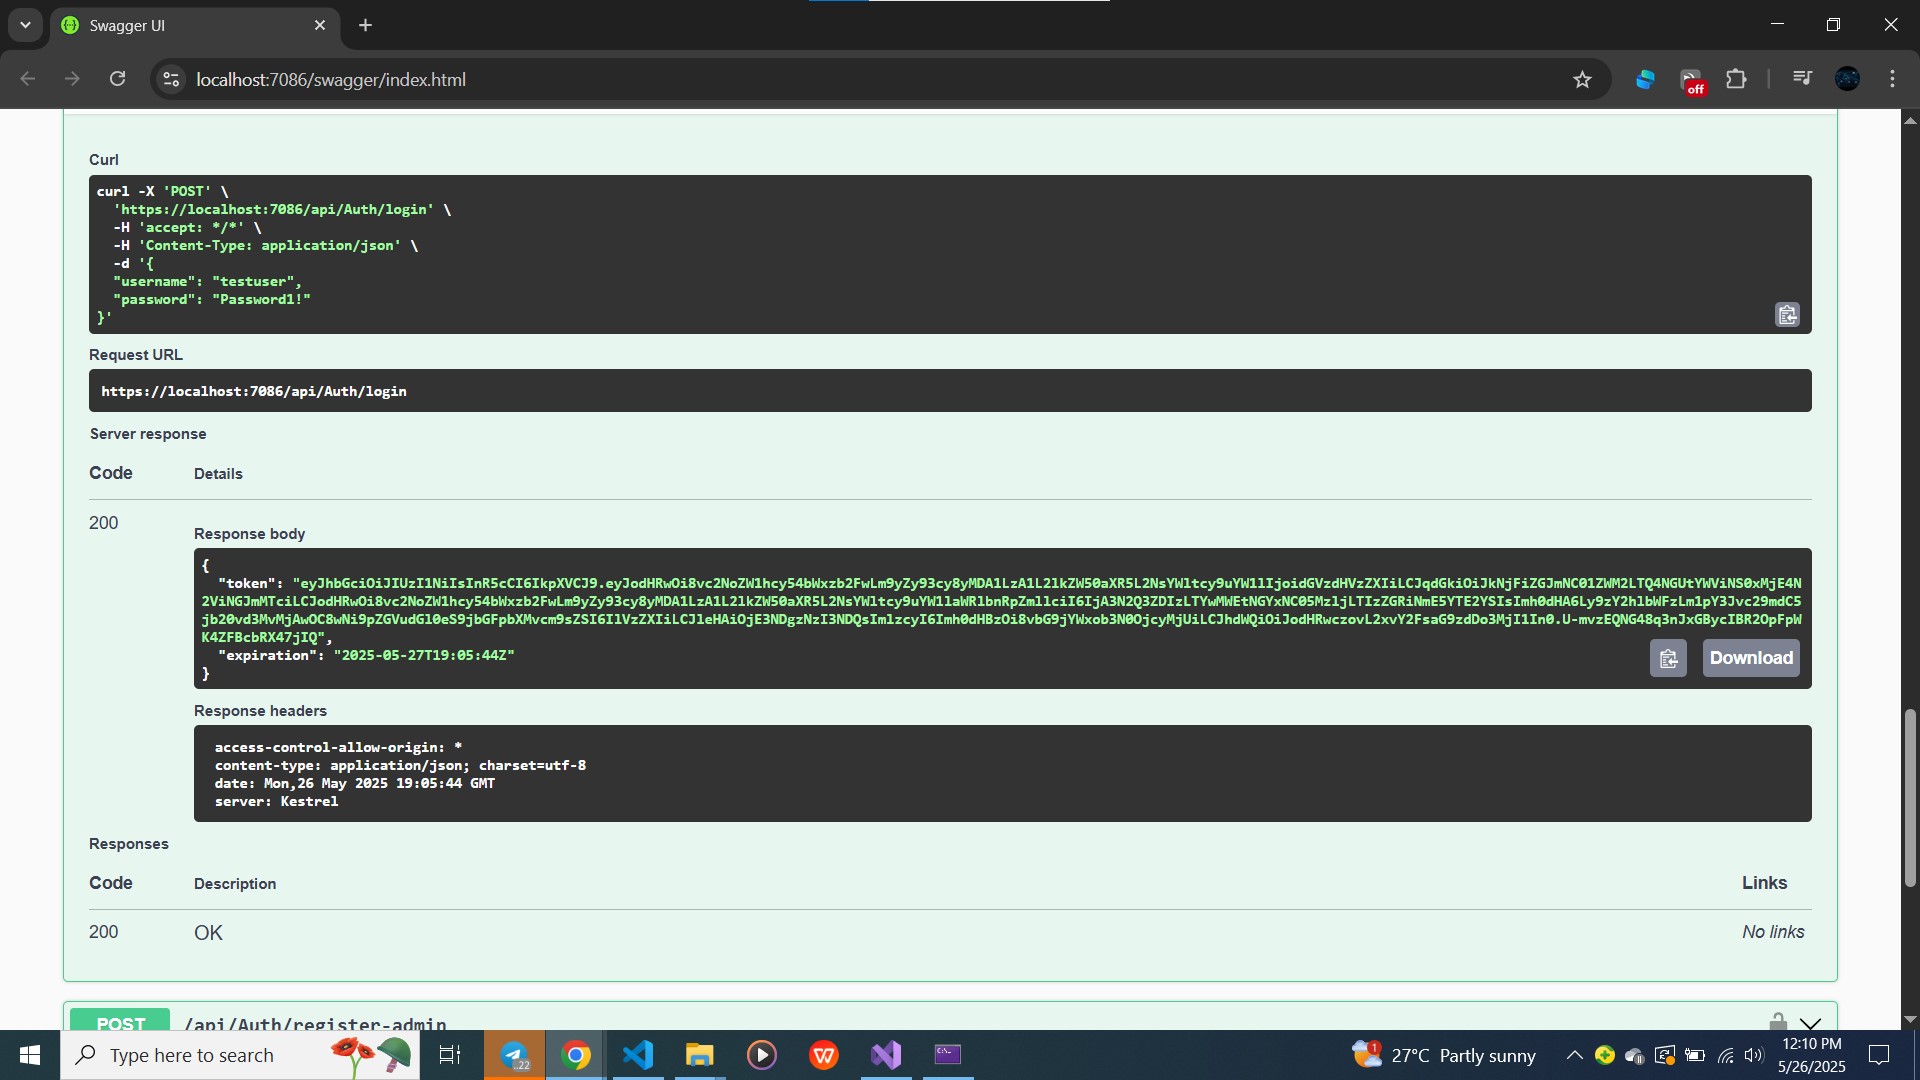 Swagger UI
localhost:7086/swagger/index.html
off
Curl
curl -X 'POST' \
'https://localhost:7086/api/Auth/login' \
-H 'accept: */*' \
-H 'Content-Type: application/json' \
-d '{
"username": "testuser",
"password": "Password1!"
}'
Request URL
https://localhost:7086/api/Auth/login
Server response
Code Details
200
Response body
{
"token":
"expiration": "2025-05-27T19:05:44Z"
}
Download
Response headers
access-control-allow-origin: *
content-type: application/json; charset=utf-8
date: Mon,26 May 2025 19:05:44 GMT
server: Kestrel
Responses
Code Description Links
200 OK No links
POST /api/Auth/register-admin
Type here to search
..22
1
27°C Partly sunny
12:10 PM
5/26/2025